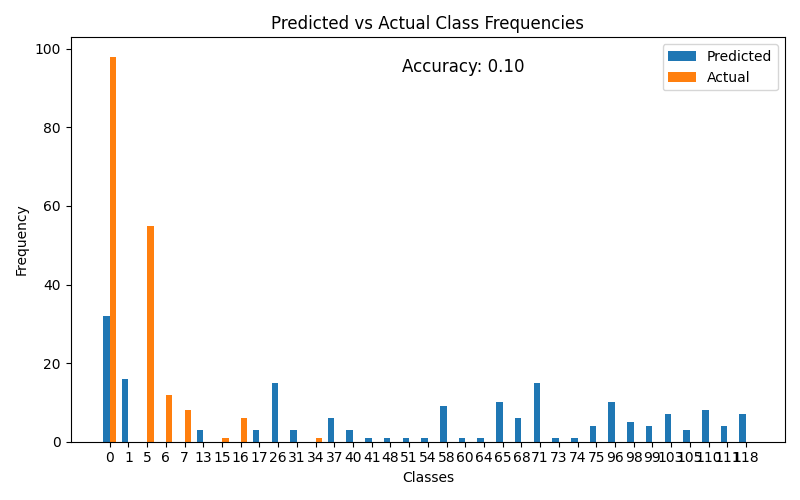 Predicted vs Actual Class Frequencies
Accuracy: 0.10
Predicted
Actual
Frequency
100
80
60
40
20
0
0 1 5 6 7 13 15 16 17 26 31 34 37 40 41 48 51 54 58 60 64 65 68 71 73 74 75 96 98 99 103 105 110 111 118
Classes